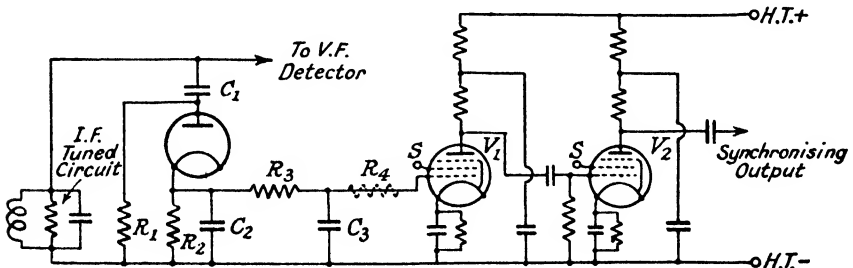 H.T.+
To V.F.
Detector
C1
I.F.
Tuned
Circuit
R1
R2
C2
R3
C3
R4
S
V1
S
V2
Synchronising
Output
H.T.-